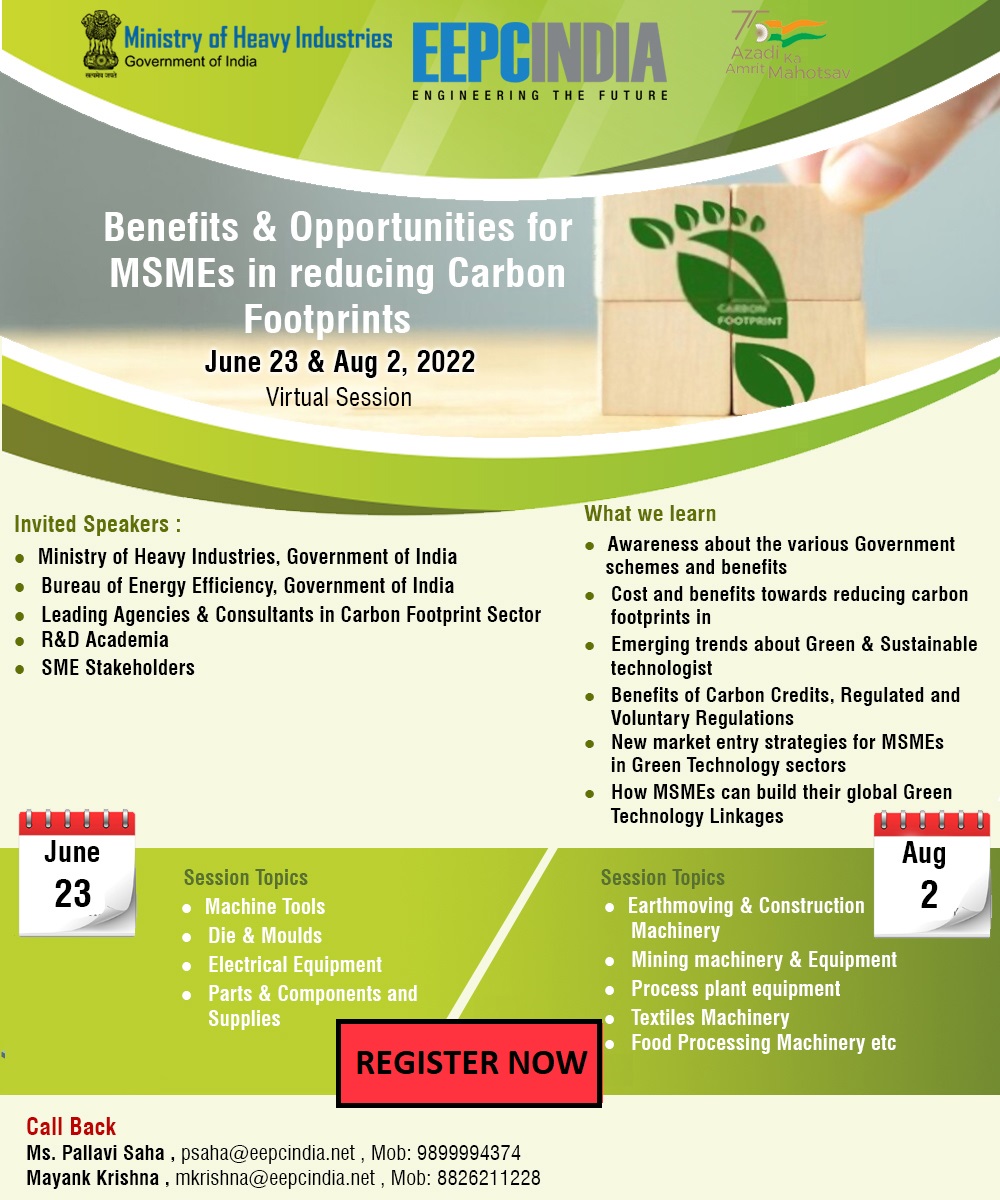 Ministry of Heavy Industries
Government of India
सत्यमेव जयते
EEPCINDIA
ENGINEERING THE FUTURE
75
Azadi Ka
Amrit Mahotsav
Benefits & Opportunities for
MSMEs in reducing Carbon
Footprints
June 23 & Aug 2, 2022
Virtual Session
CARBON
FOOTPRINT
Invited Speakers :
Ministry of Heavy Industries, Government of India
Bureau of Energy Efficiency, Government of India
Leading Agencies & Consultants in Carbon Footprint Sector
R&D Academia
SME Stakeholders
What we learn
Awareness about the various Government
schemes and benefits
Cost and benefits towards reducing carbon
footprints in
Emerging trends about Green & Sustainable
technologist
Benefits of Carbon Credits, Regulated and
Voluntary Regulations
New market entry strategies for MSMEs
in Green Technology sectors
How MSMEs can build their global Green
Technology Linkages
June
23
Session Topics
Machine Tools
Die & Moulds
Electrical Equipment
Parts & Components and
Supplies
Aug
2
Session Topics
Earthmoving & Construction
Machinery
Mining machinery & Equipment
Process plant equipment
Textiles Machinery
Food Processing Machinery etc
REGISTER NOW
Call Back
Ms. Pallavi Saha , psaha@eepcindia.net , Mob: 9899994374
Mayank Krishna , mkrishna@eepcindia.net , Mob: 8826211228